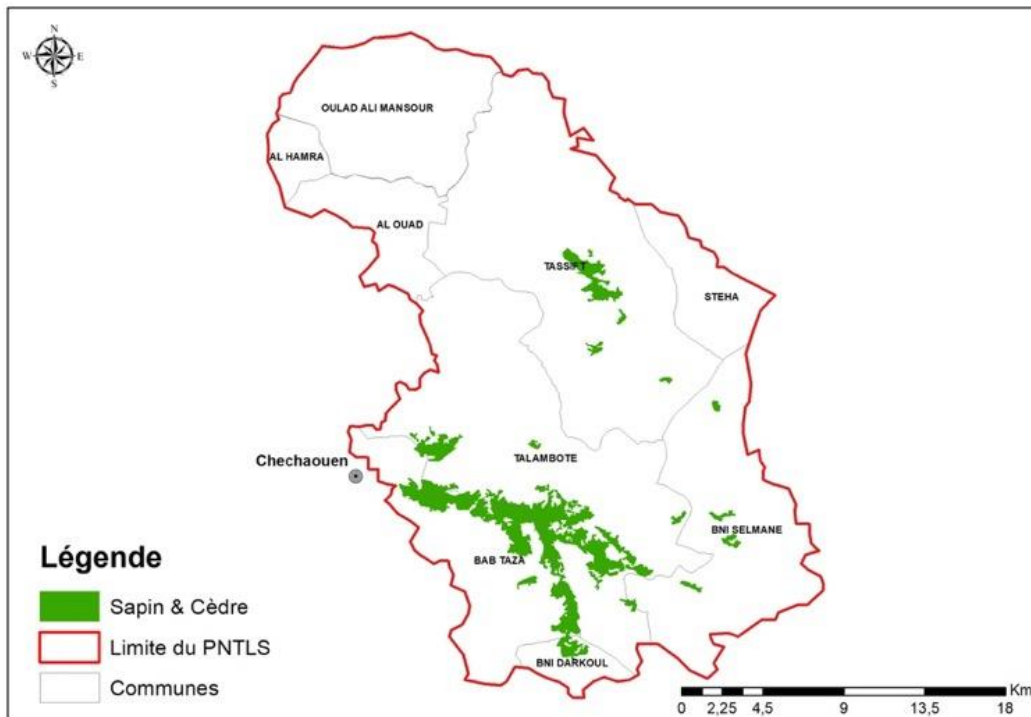 N
W E
S
OULAD ALI MANSOUR
AL HAMRA
AL OUAD
TASSIFT
STEHA
Chechaouen
TALAMBOTE
BNI SELMANE
BAB TAZA
BNI DARKOUL
Légende
Sapin & Cèdre
Limite du PNTLS
Communes
Km
0 2,25 4,5 9 13,5 18